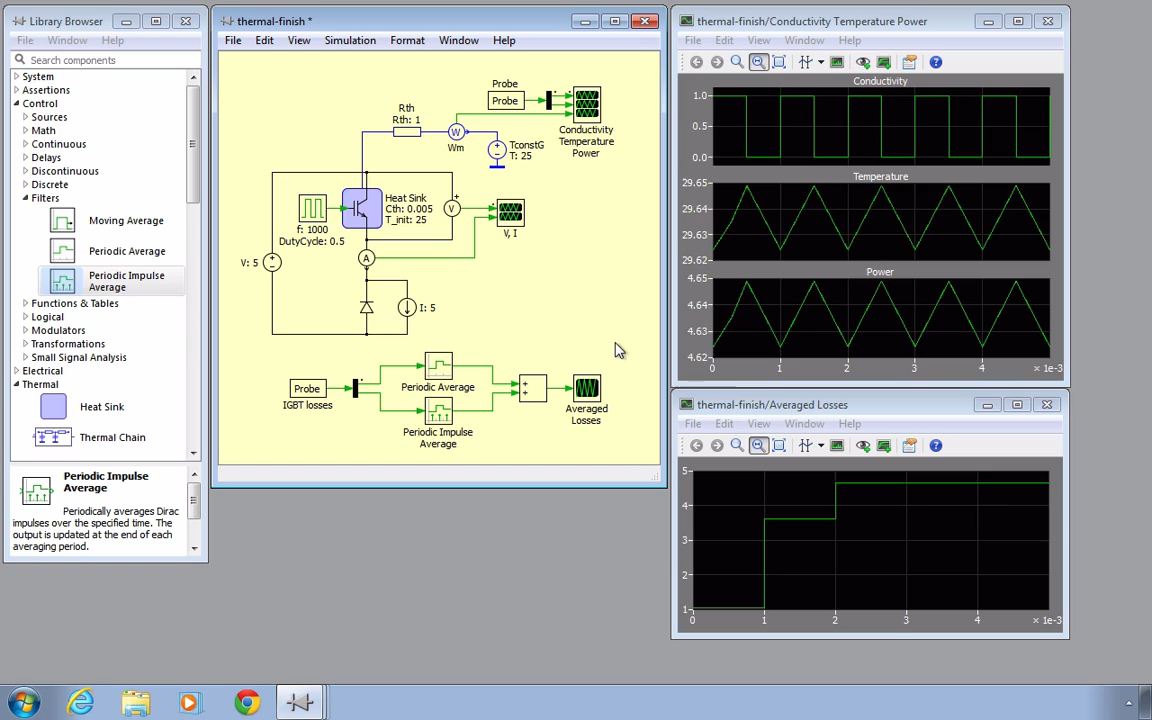 Library Browser
File Window Help
Search components
System
Assertions
Control
Sources
Math
Continuous
Delays
Discontinuous
Discrete
Filters
Moving Average
Periodic Average
Periodic Impulse
Average
Functions & Tables
Logical
Modulators
Transformations
Small Signal Analysis
Electrical
Thermal
Heat Sink
Thermal Chain
Periodic Impulse
Average
Periodically averages Dirac
impulses over the specified time. The
output is updated at the end of each
averaging period.
thermal-finish *
File Edit View Simulation Format Window Help
Probe
Probe
Conductivity
Temperature
Power
Rth
Rth: 1
W
Wm
TconstG
T: 25
Heat Sink
Cth: 0.005
T_init: 25
f: 1000
DutyCycle: 0.5
V
V, I
V: 5
A
I: 5
Probe
IGBT losses
Periodic Average
Periodic Impulse
Average
Averaged
Losses
thermal-finish/Conductivity Temperature Power
File Edit View Window Help
Conductivity
1.0
0.5
0.0
Temperature
29.65
29.64
29.63
29.62
Power
4.65
4.64
4.63
4.62
0 1 2 3 4 × 1e-3
thermal-finish/Averaged Losses
File Edit View Window Help
5
4
3
2
1
0 1 2 3 4 × 1e-3